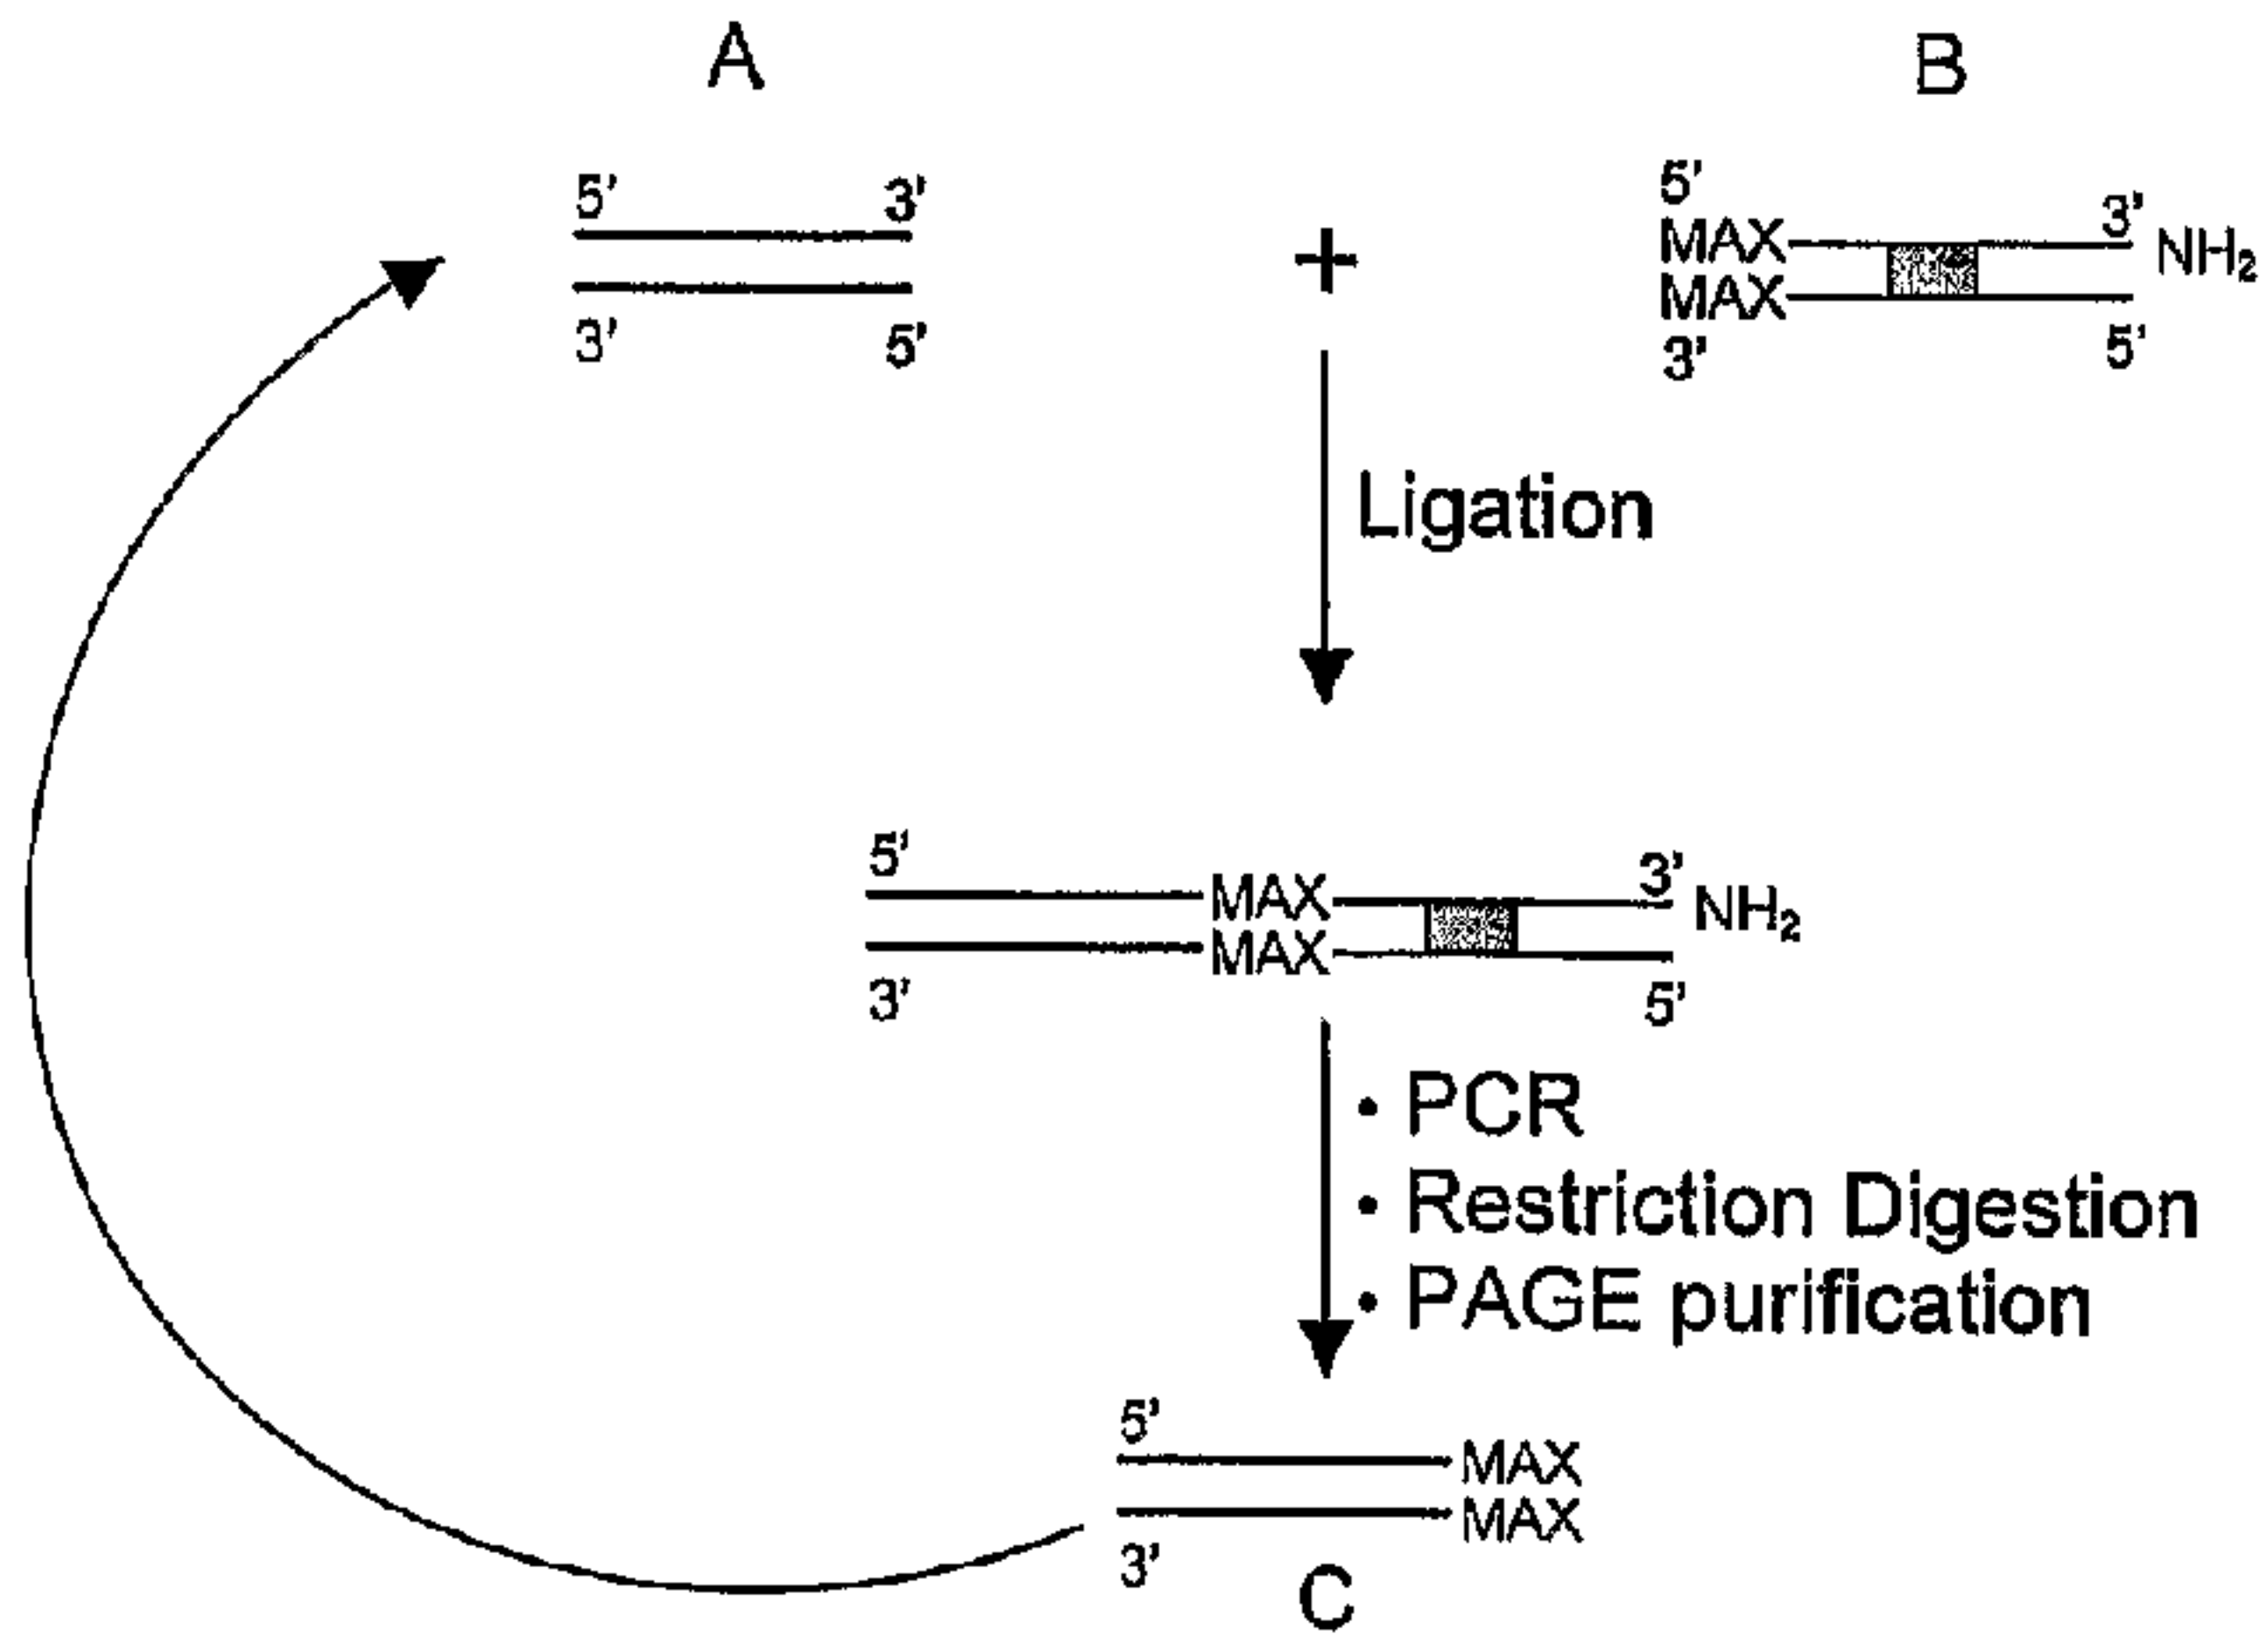 A
B
5' 3'
+
3' 5'
5'
MAX 3' NH₂
MAX
3' 5'
Ligation
5' MAX 3' NH₂
MAX
3' 5'
• PCR
• Restriction Digestion
• PAGE purification
5' MAX
MAX
3'
C